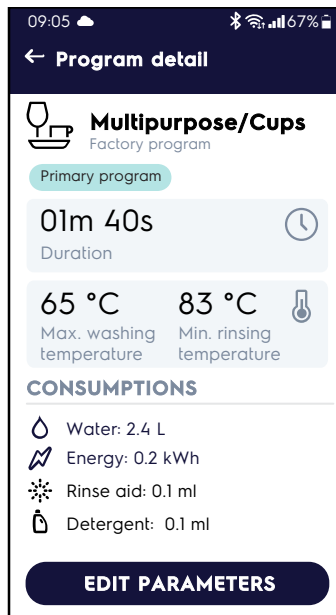 09:05 67%
← Program detail
Multipurpose/Cups
Factory program
Primary program
01m 40s
Duration
65 °C 83 °C
Max. washing Min. rinsing
temperature temperature
CONSUMPTIONS
Water: 2.4 L
Energy: 0.2 kWh
Rinse aid: 0.1 ml
Detergent: 0.1 ml
EDIT PARAMETERS